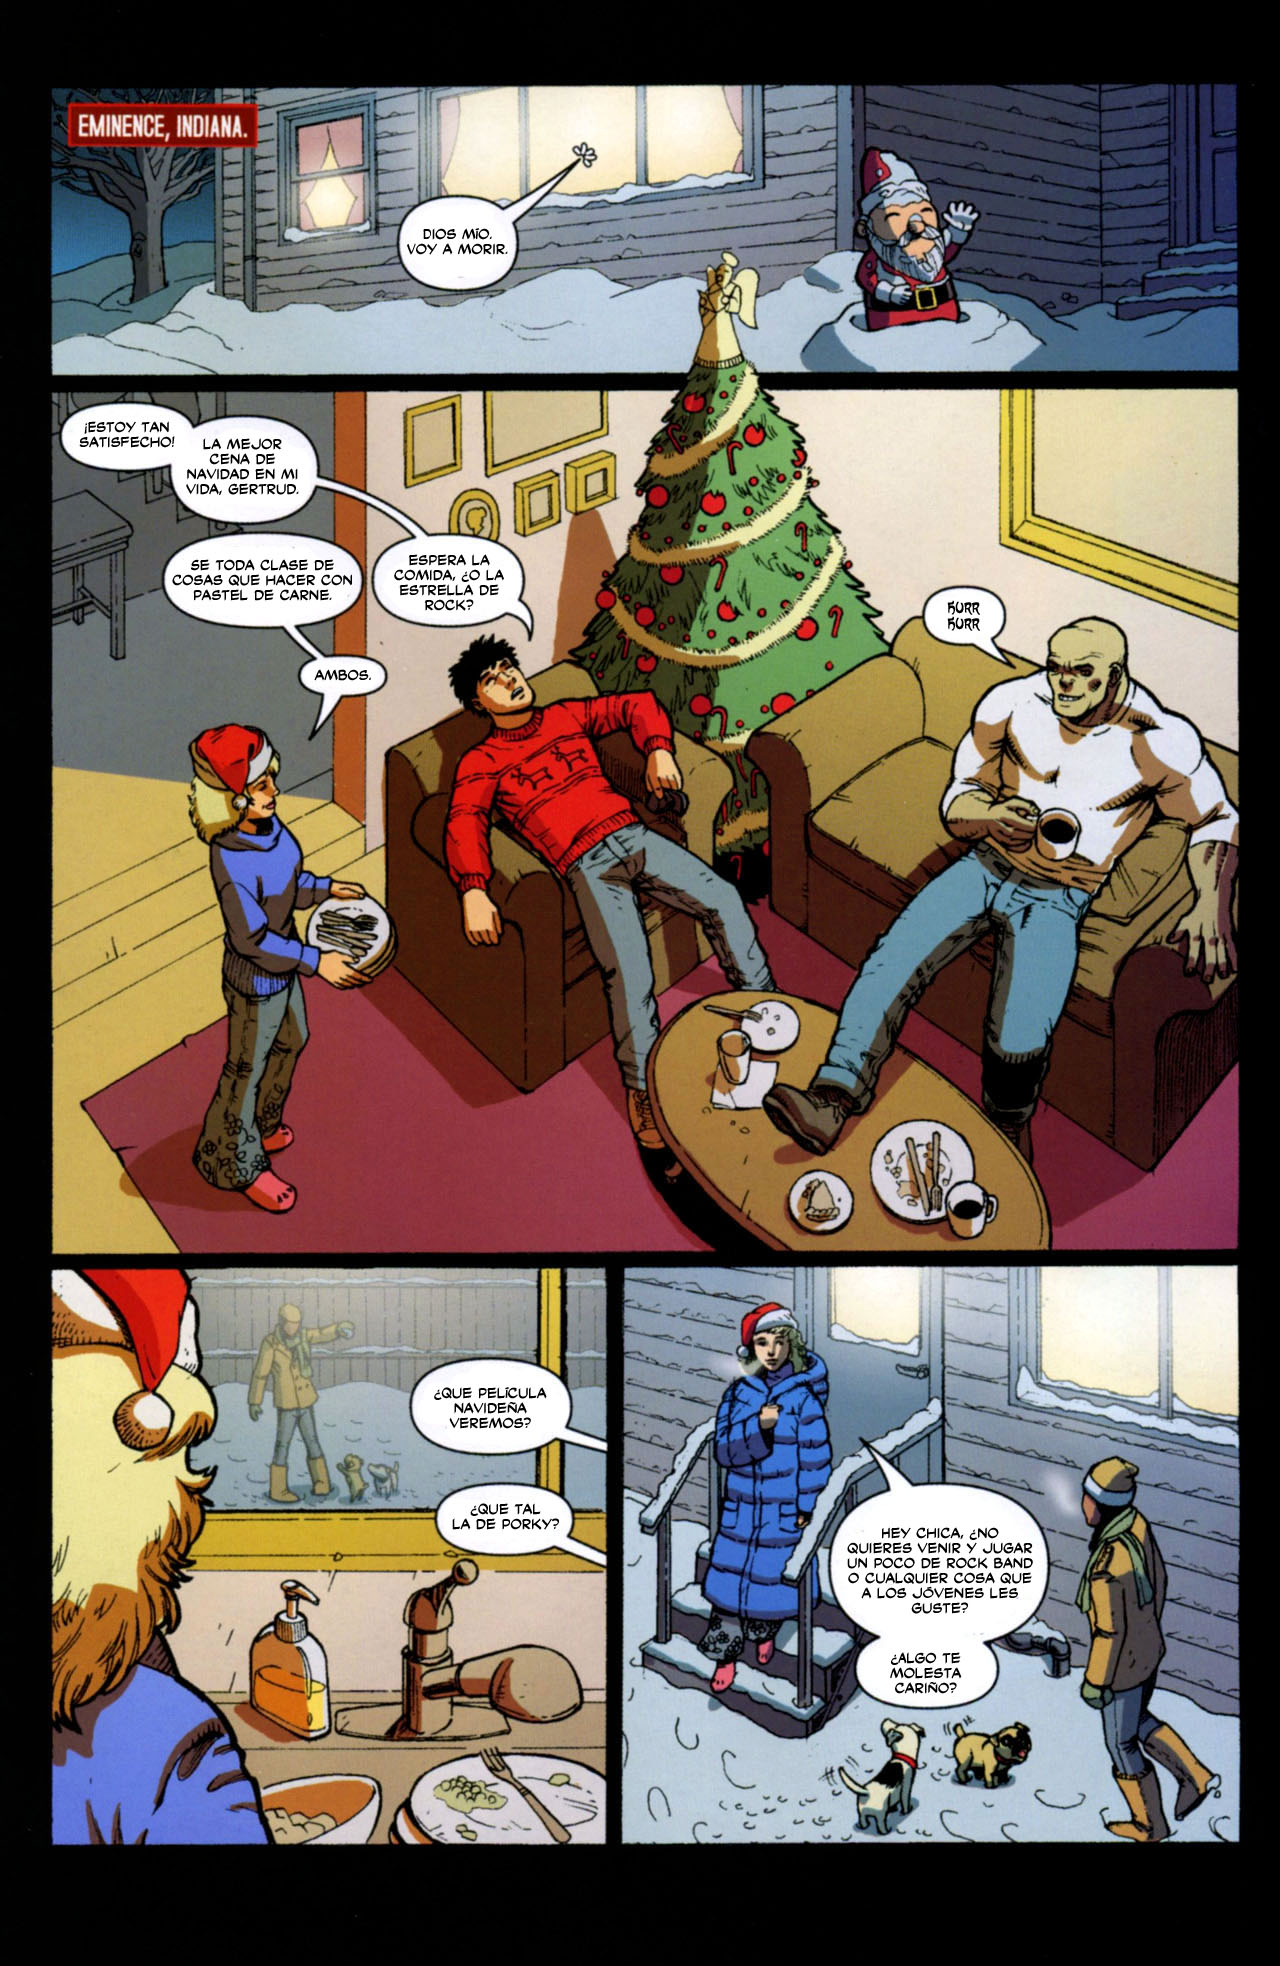 EMINENCE, INDIANA.
DIOS MÍO.
VOY A MORIR.
¡ESTOY TAN
SATISFECHO!
LA MEJOR
CENA DE
NAVIDAD EN MI
VIDA, GERTRUD.
ESPERA LA
COMIDA, ¿O LA
ESTRELLA DE
ROCK?
SE TODA CLASE DE
COSAS QUE HACER CON
PASTEL DE CARNE.
AMBOS.
HURR
HURR
¿QUE PELÍCULA
NAVIDEÑA
VEREMOS?
¿QUE TAL
LA DE PORKY?
HEY CHICA, ¿NO
QUIERES VENIR Y JUGAR
UN POCO DE ROCK BAND
O CUALQUIER COSA QUE
A LOS JÓVENES LES
GUSTE?
¿ALGO TE
MOLESTA
CARIÑO?